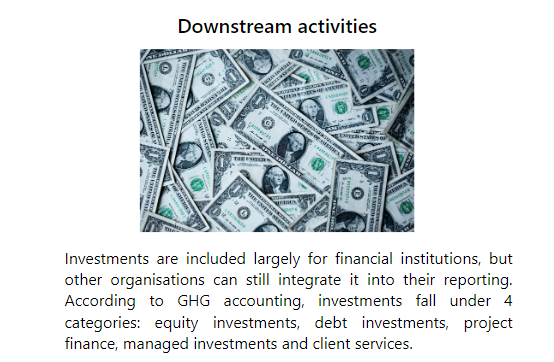 Downstream activities
Investments are included largely for financial institutions, but
other organisations can still integrate it into their reporting.
According to GHG accounting, investments fall under 4
categories: equity investments, debt investments, project
finance, managed investments and client services.